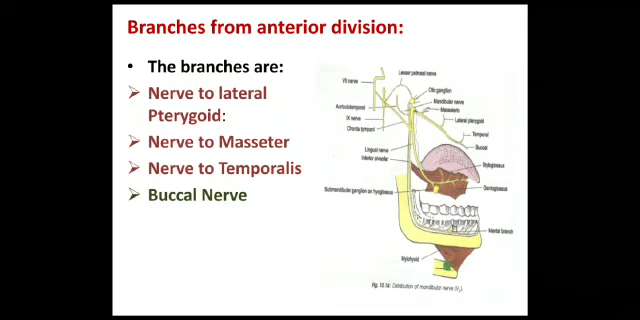 Branches from anterior division:
• The branches are:
➢ Nerve to lateral
Pterygoid:
➢ Nerve to Masseter
➢ Nerve to Temporalis
➢ Buccal Nerve
Lesser petrosal nerve
VII nerve
Otic ganglion
Mandibular nerve
Masseteric
Auriculotemporal
Lateral pterygoid
IX nerve
Chorda tympani
Temporal
Buccal
Lingual nerve
Inferior alveolar
Styloglossus
Submandibular ganglion on hyoglossus
Genioglossus
Mental branch
Mylohyoid
Fig. 10.14: Distribution of mandibular nerve (V₃)